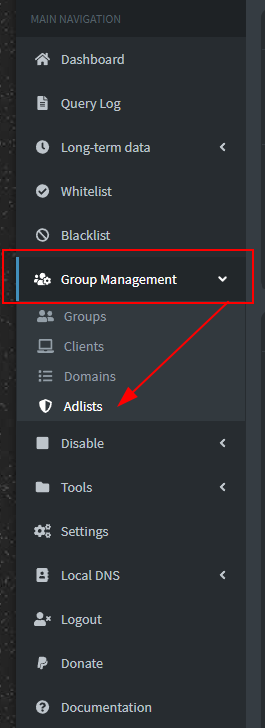 MAIN NAVIGATION
Dashboard
Query Log
Long-term data
Whitelist
Blacklist
Group Management
Groups
Clients
Domains
Adlists
Disable
Tools
Settings
Local DNS
Logout
Donate
Documentation